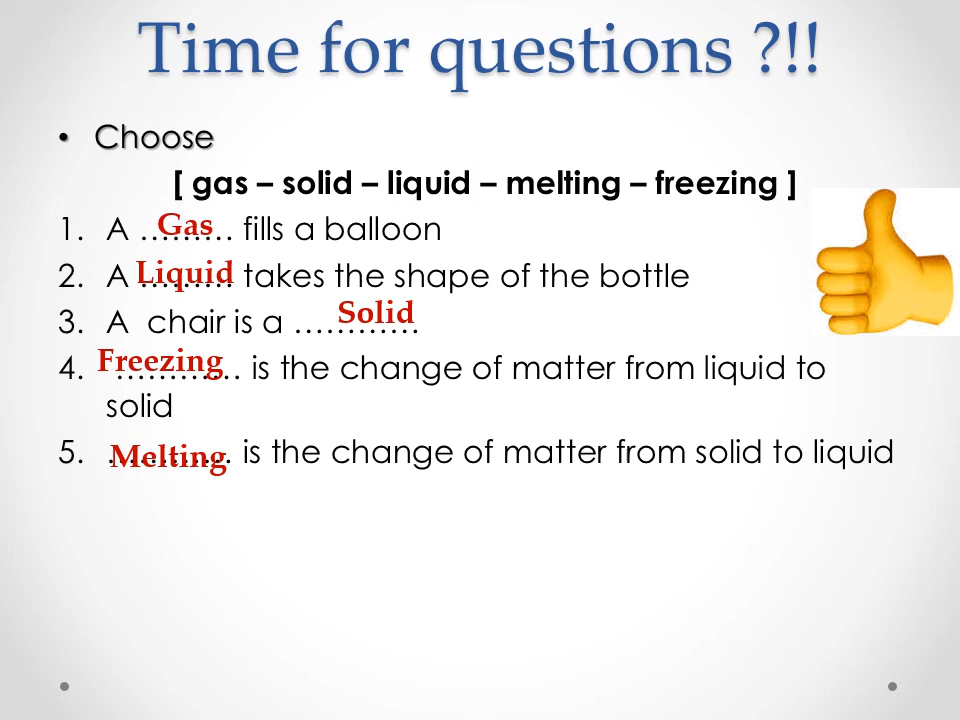 Time for questions ?!!
• Choose
[ gas – solid – liquid – melting – freezing ]
1. A ……… Gas fills a balloon
2. A ……… Liquid takes the shape of the bottle
3. A chair is a ………… Solid
4. ………… Freezing is the change of matter from liquid to
solid
5. ………… Melting is the change of matter from solid to liquid